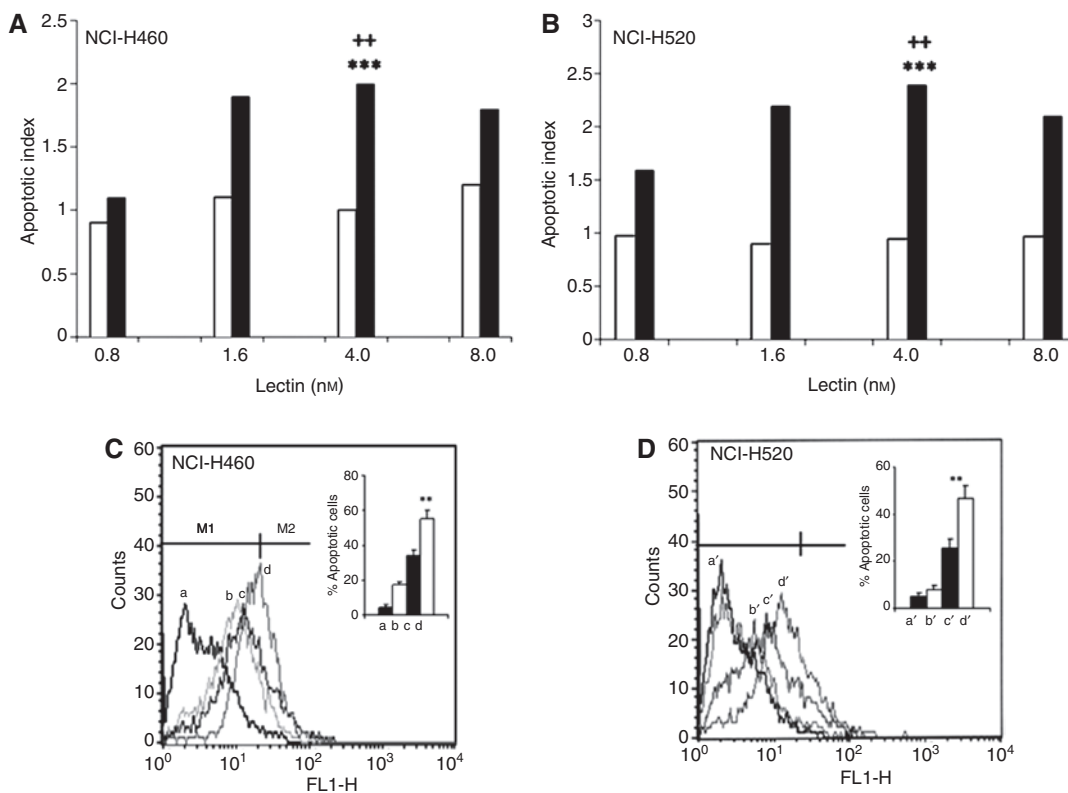 A
NCI-H460
2.5
2
1.5
1
0.5
0
Apoptotic index
++
***
0.8 1.6 4.0 8.0
Lectin (nM)
B
NCI-H520
3
2.5
2
1.5
1
0.5
0
Apoptotic index
++
***
0.8 1.6 4.0 8.0
Lectin (nM)
C
NCI-H460
60
50
40
30
20
10
0
Counts
M1 M2
a b c d
10⁰ 10¹ 10² 10³ 10⁴
FL1-H
80
60
40
20
0
% Apoptotic cells
**
a b c d
D
NCI-H520
60
50
40
30
20
10
0
Counts
a′ b′ c′ d′
10⁰ 10¹ 10² 10³ 10⁴
FL1-H
60
40
20
0
% Apoptotic cells
**
a′ b′ c′ d′